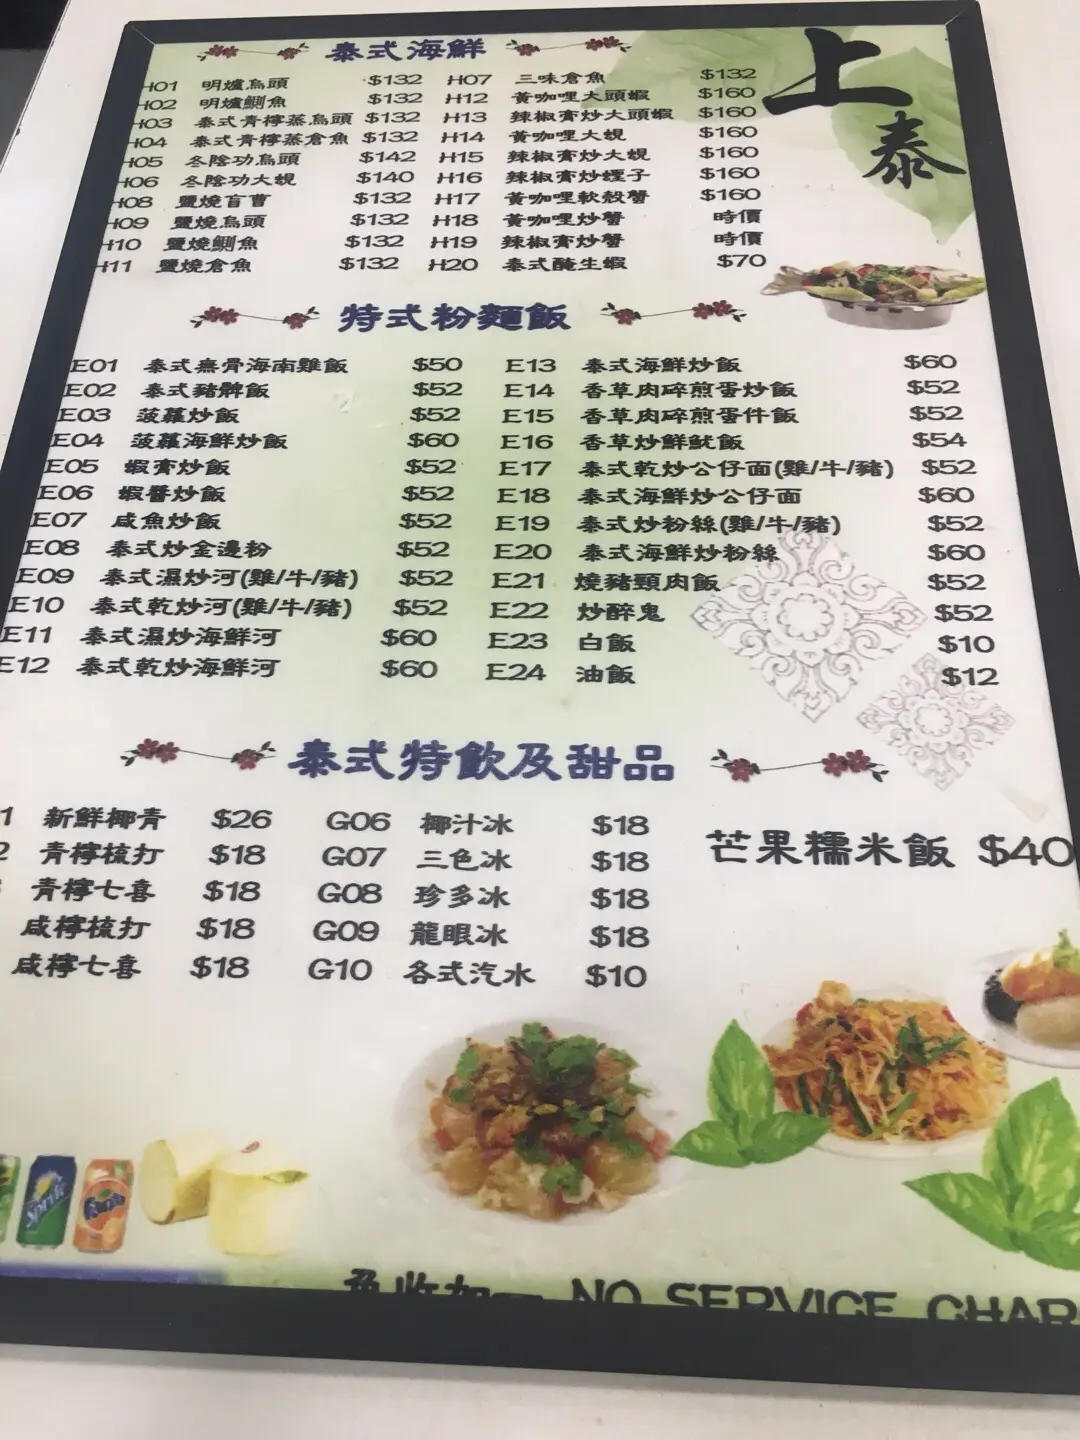 泰式海鮮
上泰
H01 明爐烏頭 $132 H07 三味倉魚 $132
H02 明爐鰂魚 $132 H12 黃咖哩大頭蝦 $160
H03 泰式青檸蒸烏頭 $132 H13 辣椒膏炒大頭蝦 $160
H04 泰式青檸蒸倉魚 $132 H14 黃咖哩大蜆 $160
H05 冬陰功烏頭 $142 H15 辣椒膏炒大蜆 $160
H06 冬陰功大蜆 $140 H16 辣椒膏炒蟶子 $160
H08 鹽燒盲曹 $132 H17 黃咖哩軟殼蟹 $160
H09 鹽燒烏頭 $132 H18 黃咖哩炒蟹 時價
H10 鹽燒鰂魚 $132 H19 辣椒膏炒蟹 時價
H11 鹽燒倉魚 $132 H20 泰式醃生蝦 $70
特式粉麵飯
E01 泰式無骨海南雞飯 $50 E13 泰式海鮮炒飯 $60
E02 泰式豬髀飯 $52 E14 香草肉碎煎蛋炒飯 $52
E03 菠蘿炒飯 $52 E15 香草肉碎煎蛋件飯 $52
E04 菠蘿海鮮炒飯 $60 E16 香草炒鮮魷飯 $54
E05 蝦膏炒飯 $52 E17 泰式乾炒公仔面(雞/牛/豬) $52
E06 蝦醬炒飯 $52 E18 泰式海鮮炒公仔面 $60
E07 咸魚炒飯 $52 E19 泰式炒粉絲(雞/牛/豬) $52
E08 泰式炒金邊粉 $52 E20 泰式海鮮炒粉絲 $60
E09 泰式濕炒河(雞/牛/豬) $52 E21 燒豬頸肉飯 $52
E10 泰式乾炒河(雞/牛/豬) $52 E22 炒醉鬼 $52
E11 泰式濕炒海鮮河 $60 E23 白飯 $10
E12 泰式乾炒海鮮河 $60 E24 油飯 $12
泰式特飲及甜品
1 新鮮椰青 $26 G06 椰汁冰 $18
2 青檸梳打 $18 G07 三色冰 $18
青檸七喜 $18 G08 珍多冰 $18
咸檸梳打 $18 G09 龍眼冰 $18
咸檸七喜 $18 G10 各式汽水 $10
芒果糯米飯 $40
Sprite
Fanta
免收加一 NO SERVICE CHAR